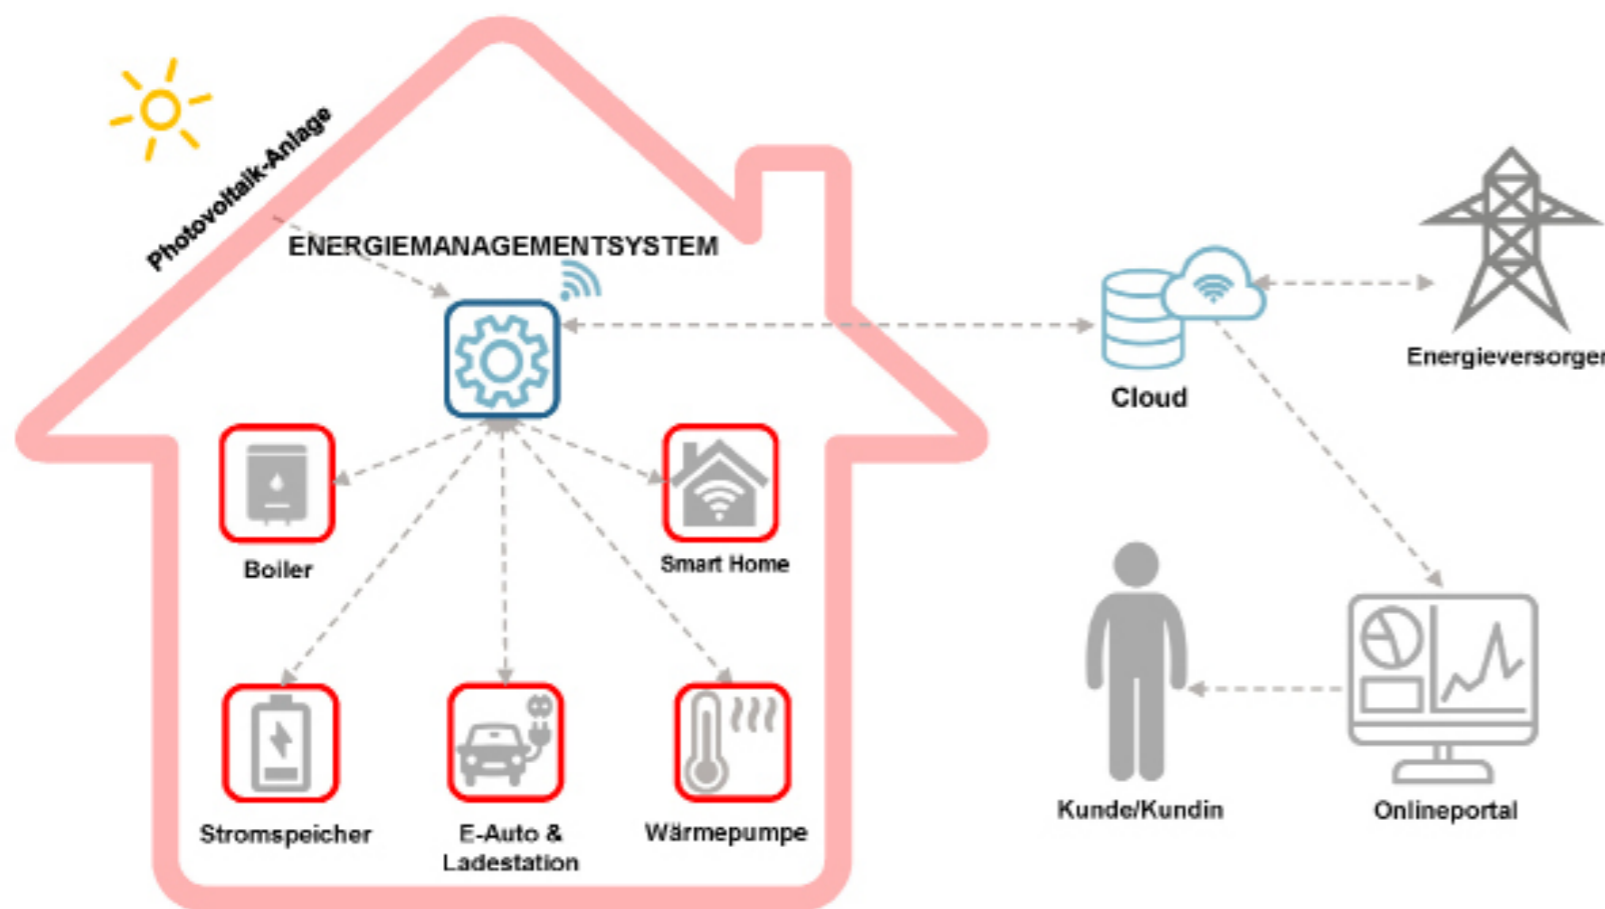 Photovoltaik-Anlage
ENERGIEMANAGEMENTSYSTEM
Energieversorger
Cloud
Boiler
Smart Home
Stromspeicher
E-Auto &
Ladestation
Wärmepumpe
Kunde/Kundin
Onlineportal